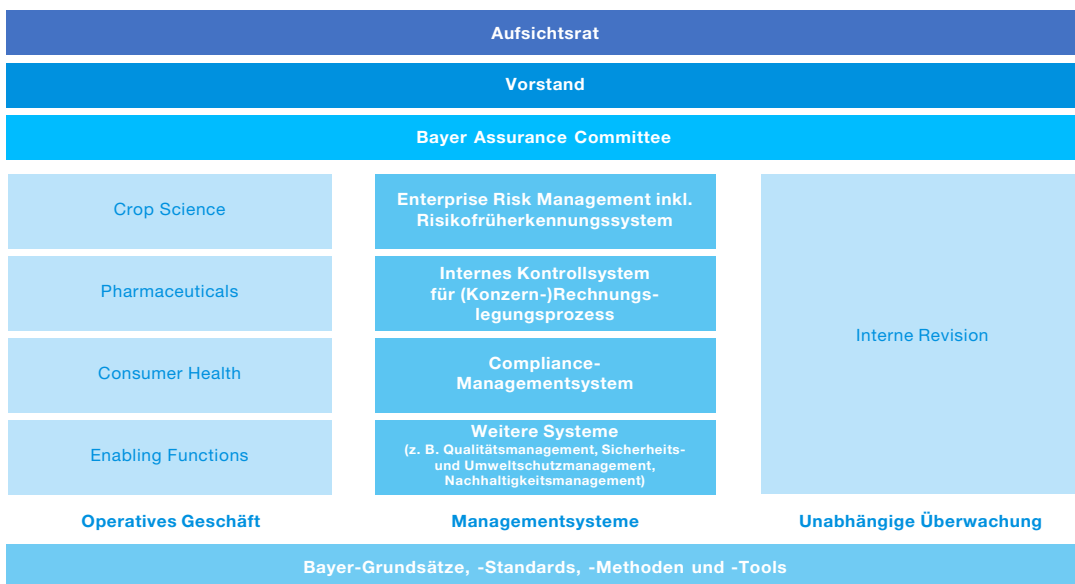 Aufsichtsrat
Vorstand
Bayer Assurance Committee
Crop Science
Pharmaceuticals
Consumer Health
Enabling Functions
Operatives Geschäft
Enterprise Risk Management inkl.
Risikofrüherkennungssystem
Internes Kontrollsystem
für (Konzern-)Rechnungs-
legungsprozess
Compliance-
Managementsystem
Weitere Systeme
(z. B. Qualitätsmanagement, Sicherheits-
und Umweltschutzmanagement,
Nachhaltigkeitsmanagement)
Managementsysteme
Interne Revision
Unabhängige Überwachung
Bayer-Grundsätze, -Standards, -Methoden und -Tools